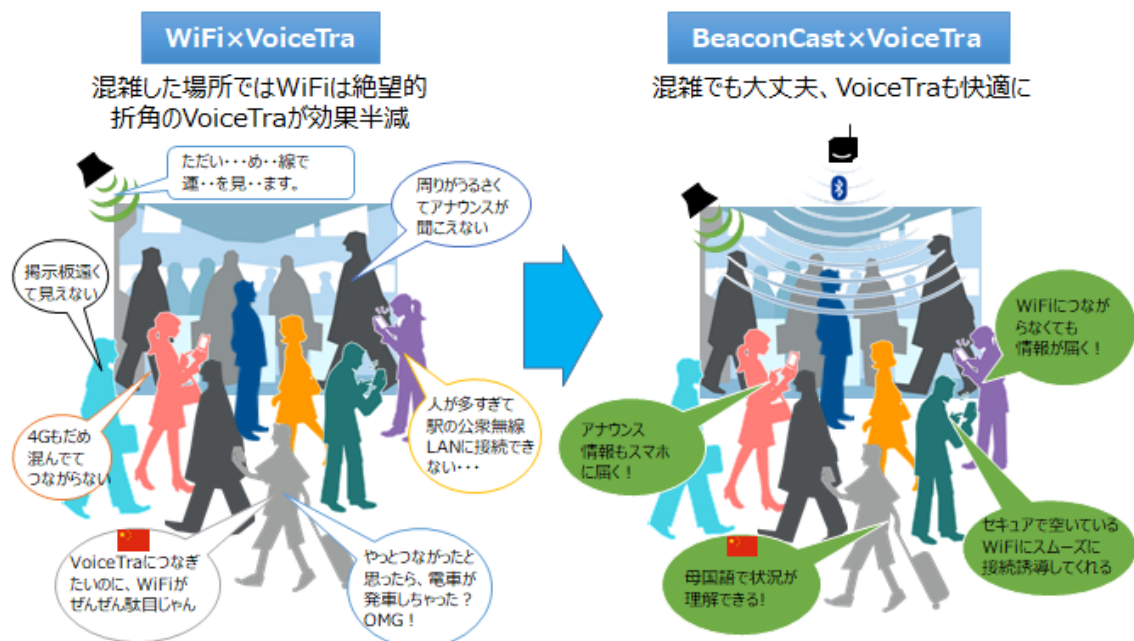 WiFi×VoiceTra
混雑した場所ではWiFiは絶望的
折角のVoiceTraが効果半減
ただい・・・め・・線で
運・・を見・・ます。
周りがうるさく
てアナウンスが
聞こえない
掲示板遠く
て見えない
4Gもだめ
混んでて
つながらない
人が多すぎて
駅の公衆無線
LANに接続でき
ない・・・
VoiceTraにつなぎ
たいのに、WiFiが
ぜんぜん駄目じゃん
やっとつながったと
思ったら、電車が
発車しちゃった？
OMG！
BeaconCast×VoiceTra
混雑でも大丈夫、VoiceTraも快適に
WiFiにつなが
らなくても
情報が届く！
アナウンス
情報もスマホ
に届く！
セキュアで空いている
WiFiにスムーズに
接続誘導してくれる
母国語で状況が
理解できる!